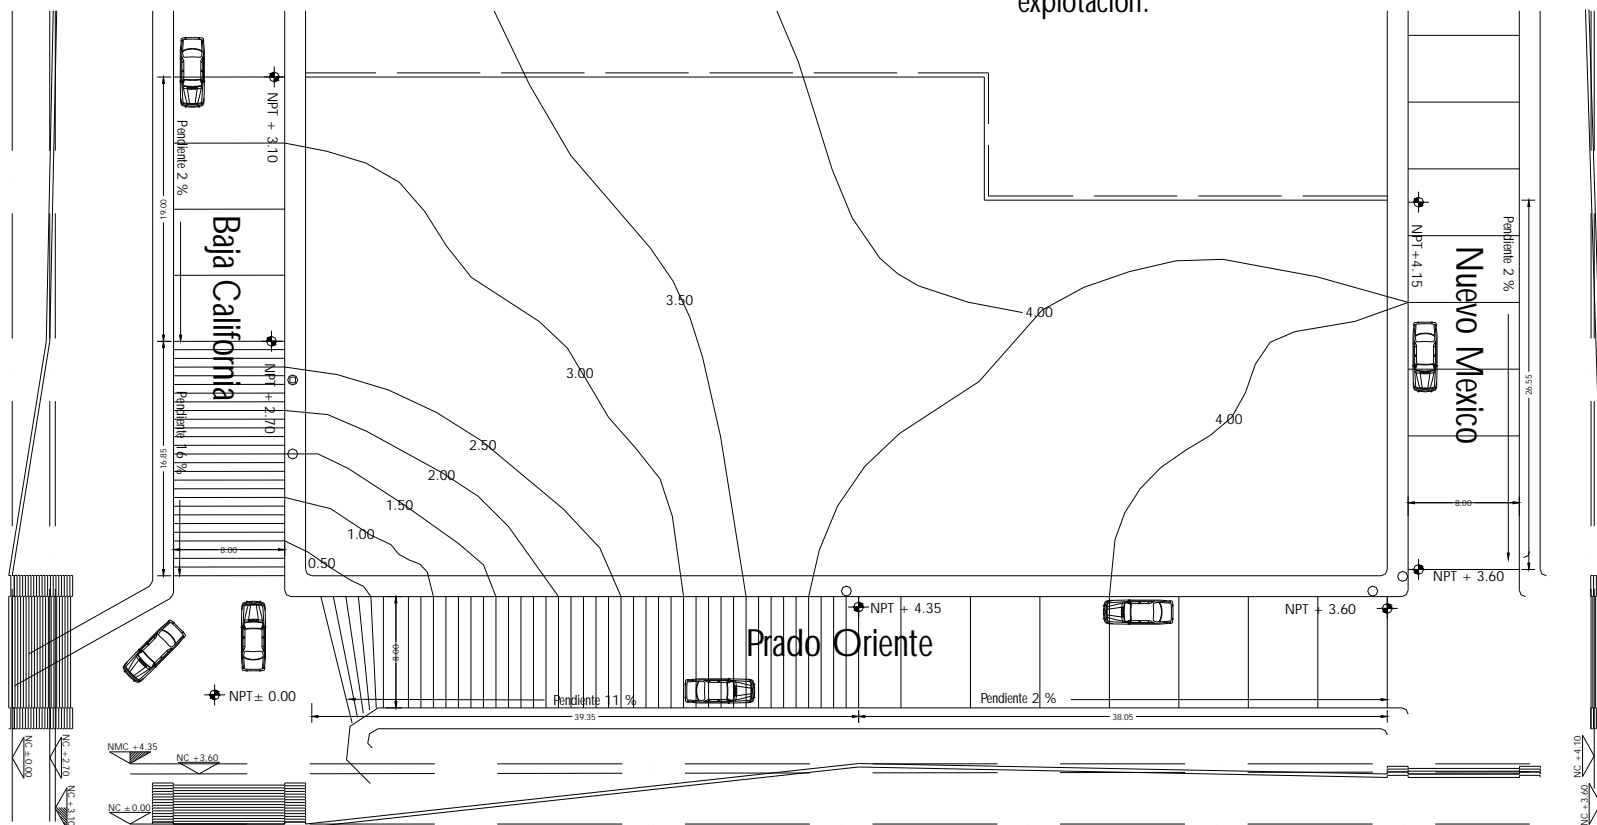 explotación.
NPT + 3.10
Pendiente 2 %
19.00
Baja California
NPT + 2.70
Pendiente 16 %
16.85
8.00
3.50
4.00
3.00
4.00
2.50
2.00
1.50
1.00
0.50
NPT+4.15
Pendiente 2 %
Nuevo Mexico
26.55
8.00
NPT + 3.60
NPT + 4.35
NPT + 3.60
Prado Oriente
8.00
NPT± 0.00
Pendiente 11 %
Pendiente 2 %
39.35
38.05
NC ± 0.00
NC +2.70
NC +3.10
NMC +4.35
NC +3.60
NC ±0.00
NC +4.10
NC +3.60